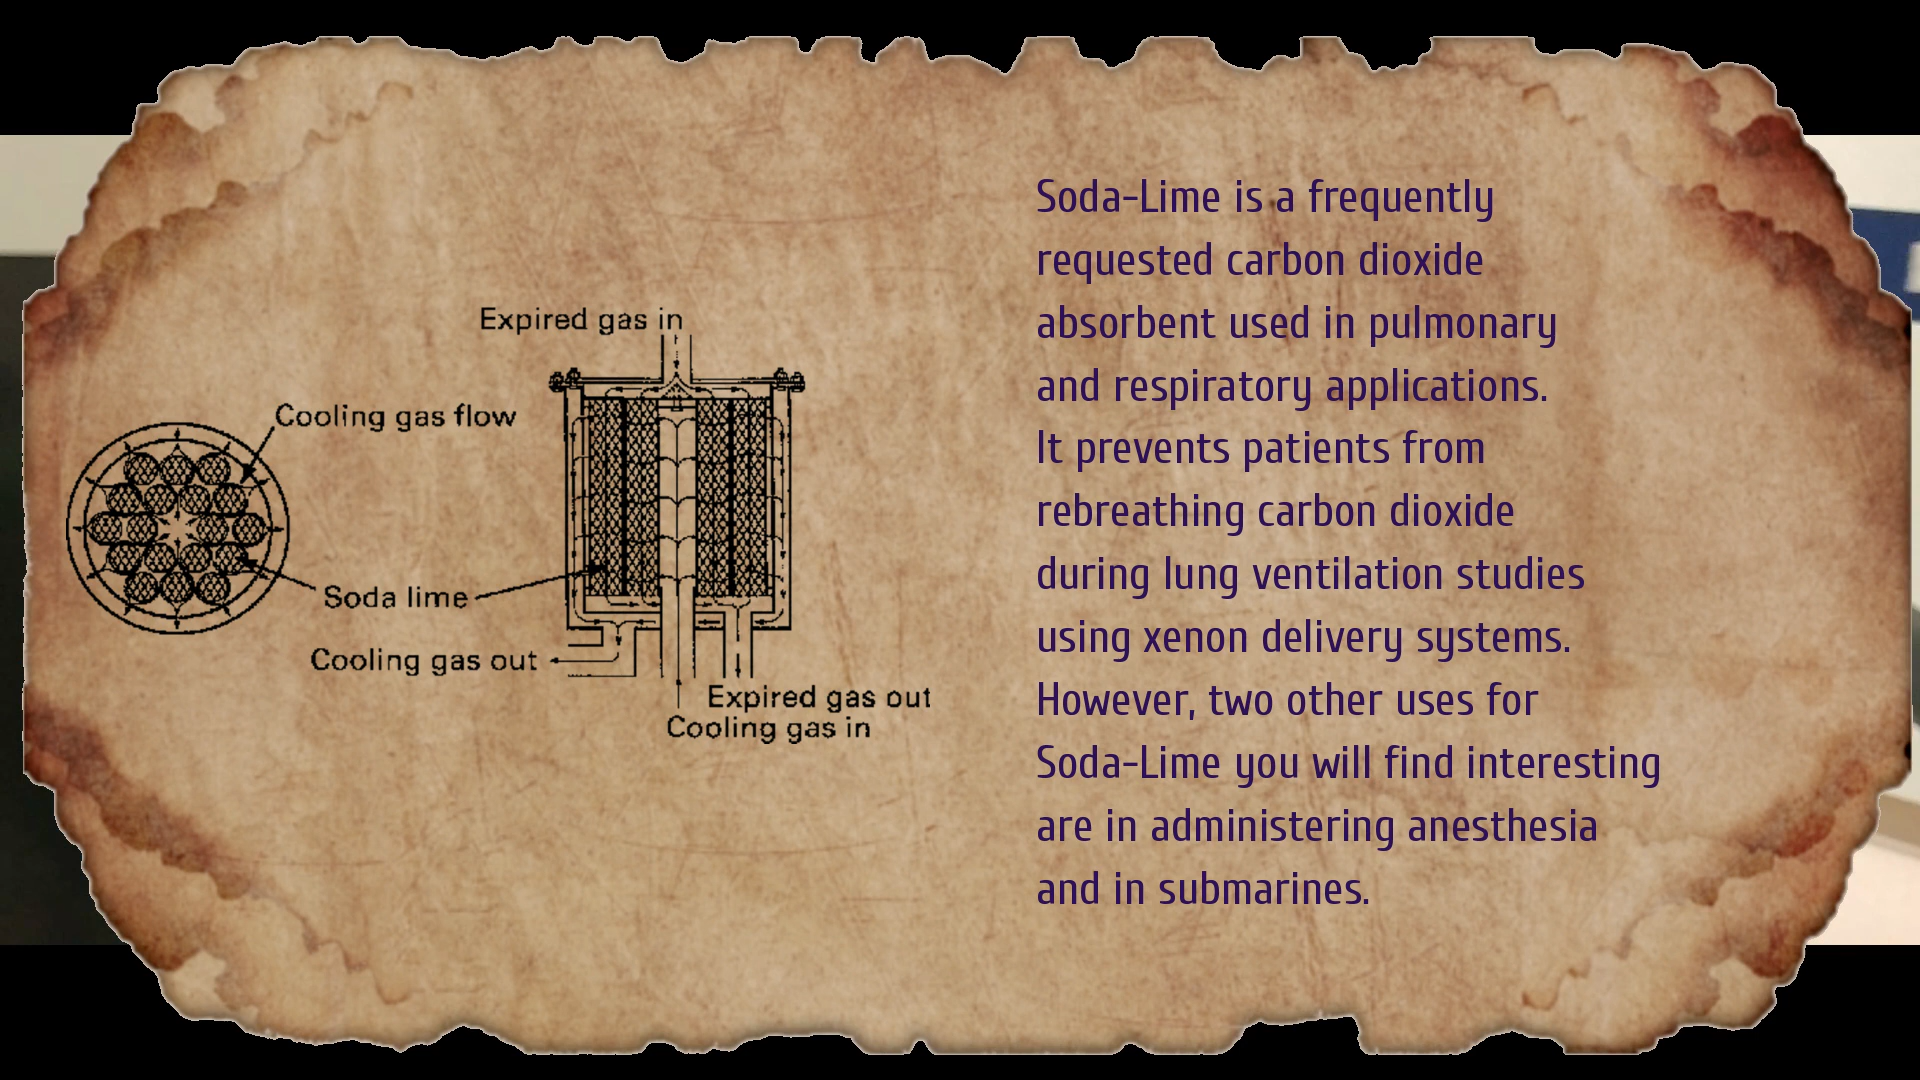 Expired gas in
Cooling gas flow
Soda lime
Cooling gas out
Expired gas out
Cooling gas in
Soda-Lime is a frequently
requested carbon dioxide
absorbent used in pulmonary
and respiratory applications.
It prevents patients from
rebreathing carbon dioxide
during lung ventilation studies
using xenon delivery systems.
However, two other uses for
Soda-Lime you will find interesting
are in administering anesthesia
and in submarines.